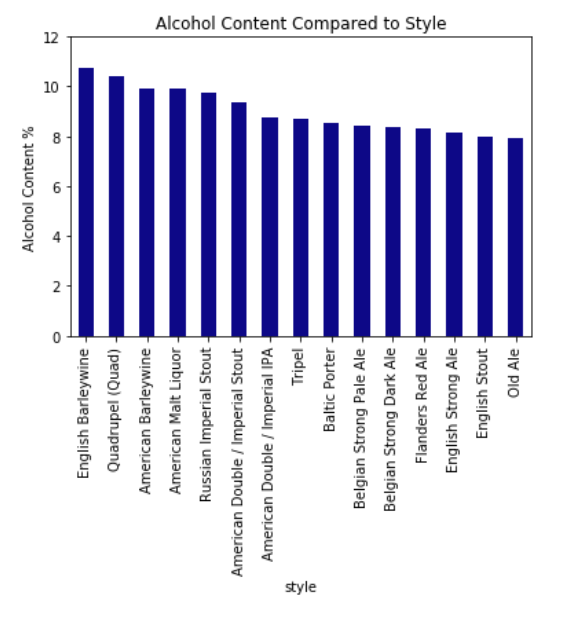 Alcohol Content Compared to Style
12
10
8
6
4
2
0
Alcohol Content %
English Barleywine
Quadrupel (Quad)
American Barleywine
American Malt Liquor
Russian Imperial Stout
American Double / Imperial Stout
American Double / Imperial IPA
Tripel
Baltic Porter
Belgian Strong Pale Ale
Belgian Strong Dark Ale
Flanders Red Ale
English Strong Ale
English Stout
Old Ale
style